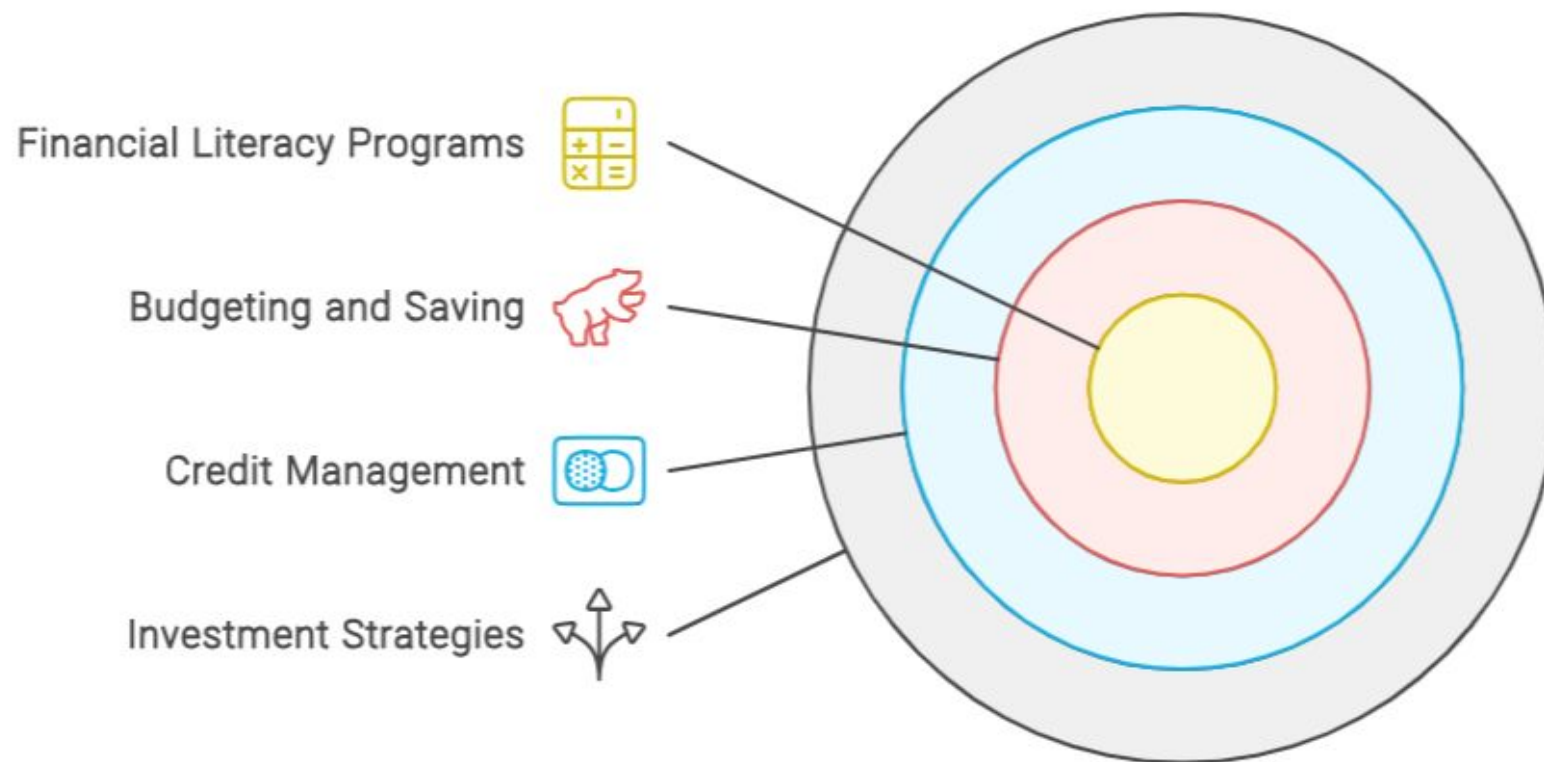 Financial Literacy Programs
Budgeting and Saving
Credit Management
Investment Strategies